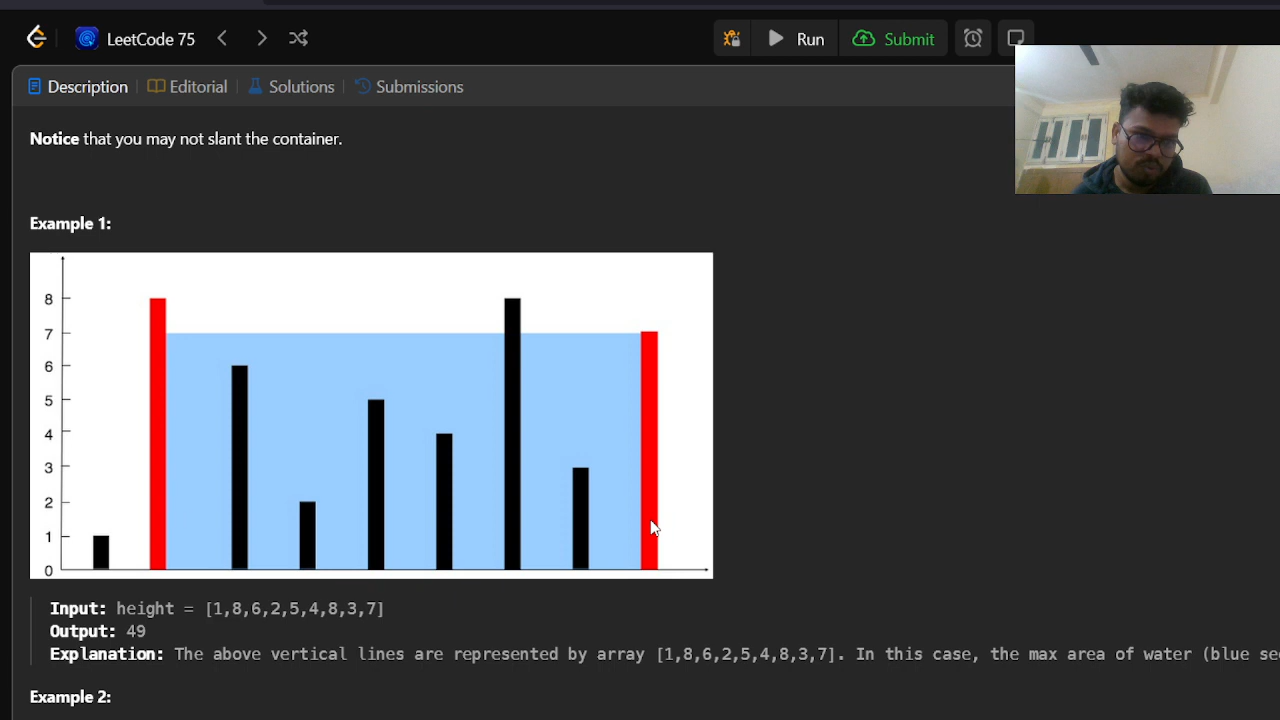 LeetCode 75
Run
Submit
Description
Editorial
Solutions
Submissions
Notice that you may not slant the container.
Example 1:
8
7
6
5
4
3
2
1
0
Input: height = [1,8,6,2,5,4,8,3,7]
Output: 49
Explanation: The above vertical lines are represented by array [1,8,6,2,5,4,8,3,7]. In this case, the max area of water (blue se
Example 2: